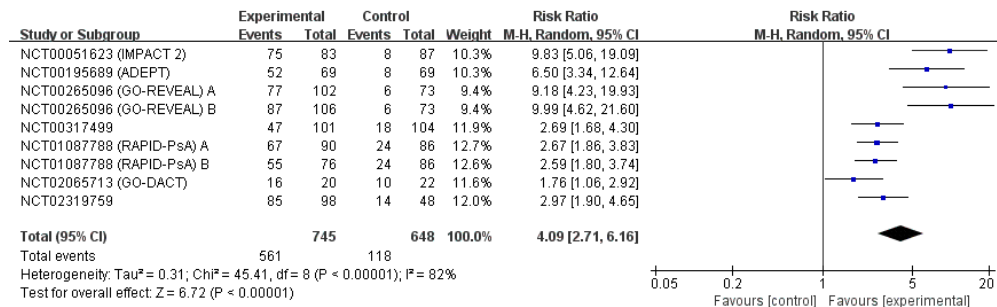 Experimental Control Risk Ratio Risk Ratio
Study or Subgroup Events Total Events Total Weight M-H, Random, 95% CI M-H, Random, 95% CI
NCT00051623 (IMPACT 2) 75 83 8 87 10.3% 9.83 [5.06, 19.09]
NCT00195689 (ADEPT) 52 69 8 69 10.3% 6.50 [3.34, 12.64]
NCT00265096 (GO-REVEAL) A 77 102 6 73 9.4% 9.18 [4.23, 19.93]
NCT00265096 (GO-REVEAL) B 87 106 6 73 9.4% 9.99 [4.62, 21.60]
NCT00317499 47 101 18 104 11.9% 2.69 [1.68, 4.30]
NCT01087788 (RAPID-PsA) A 67 90 24 86 12.7% 2.67 [1.86, 3.83]
NCT01087788 (RAPID-PsA) B 55 76 24 86 12.7% 2.59 [1.80, 3.74]
NCT02065713 (GO-DACT) 16 20 10 22 11.6% 1.76 [1.06, 2.92]
NCT02319759 85 98 14 48 12.0% 2.97 [1.90, 4.65]
Total (95% CI) 745 648 100.0% 4.09 [2.71, 6.16]
Total events 561 118
Heterogeneity: Tau² = 0.31; Chi² = 45.41, df = 8 (P < 0.00001); I² = 82%
Test for overall effect: Z = 6.72 (P < 0.00001)
0.05 0.2 1 5 20
Favours [control] Favours [experimental]